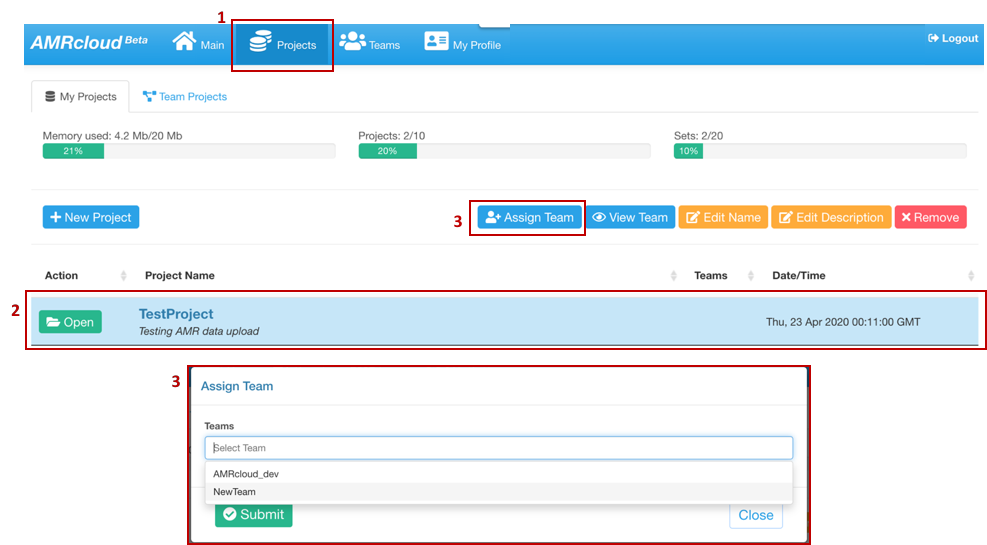 1
AMRcloud Beta Main Projects Teams My Profile Logout
My Projects Team Projects
Memory used: 4.2 Mb/20 Mb Projects: 2/10 Sets: 2/20
21% 20% 10%
New Project 3 Assign Team View Team Edit Name Edit Description Remove
Action Project Name Teams Date/Time
2 Open TestProject Thu, 23 Apr 2020 00:11:00 GMT
Testing AMR data upload
3 Assign Team
Teams
Select Team
AMRcloud_dev
NewTeam
Submit Close